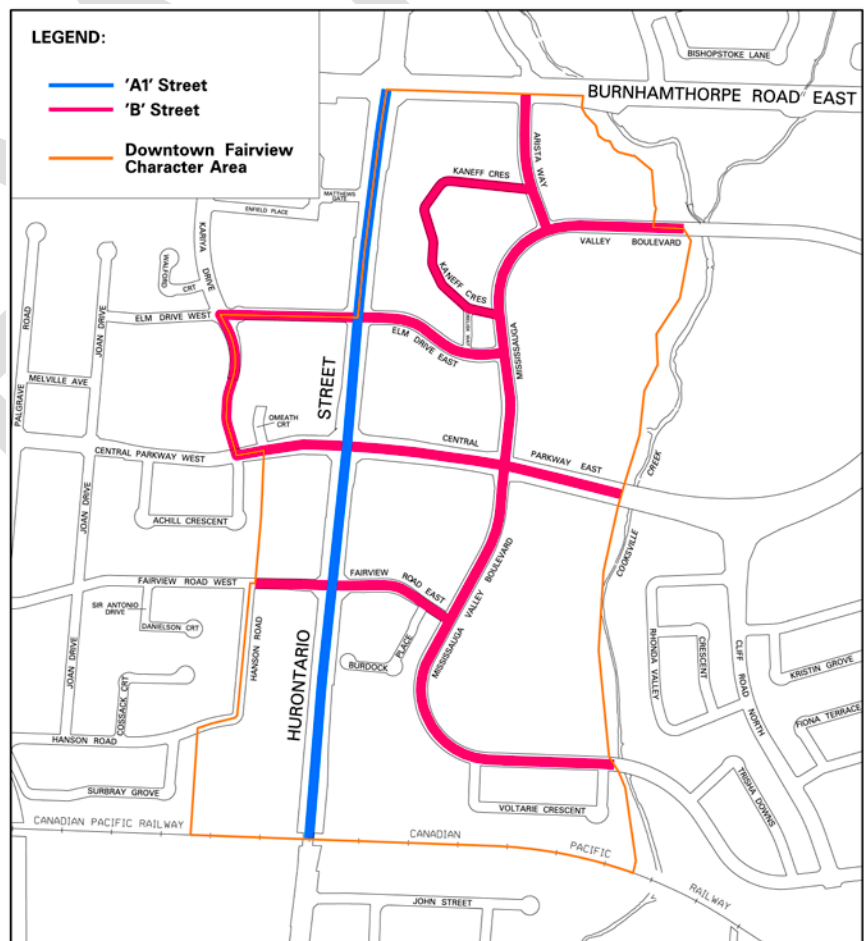 LEGEND:
'A1' Street
'B' Street
Downtown Fairview
Character Area
BISHOPSTOKE LANE
BURNHAMTHORPE ROAD EAST
ARISTA WAY
KANEFF CRES
MATTHEWS
GATE
ENFIELD PLACE
KARIYA
DRIVE
WALFORD
CRT
VALLEY BOULEVARD
KANEFF CRES
ROAD
PALGRAVE
JOAN DRIVE
ELM DRIVE WEST
ELM DRIVE EAST
MISSISSAUGA
STREET
MELVILLE AVE
OMEATH
CRT
CENTRAL PARKWAY WEST
CENTRAL
PARKWAY EAST
CREEK
COOKSVILLE
JOAN DRIVE
ACHILL CRESCENT
FAIRVIEW ROAD WEST
FAIRVIEW
ROAD EAST
MISSISSAUGA VALLEY BOULEVARD
SIR ANTONIO
DRIVE
DANIELSON CRT
HANSON ROAD
HURONTARIO
BURDOCK
PLACE
RHONDA VALLEY
CRESCENT
CLIFF ROAD
NORTH
KRISTIN GROVE
FIONA TERRACE
JOAN DRIVE
COSSACK CRT
HANSON ROAD
SURBRAY GROVE
VOLTARIE CRESCENT
TRISHA DOWNS
CANADIAN PACIFIC RAILWAY
CANADIAN
PACIFIC
RAILWAY
JOHN STREET